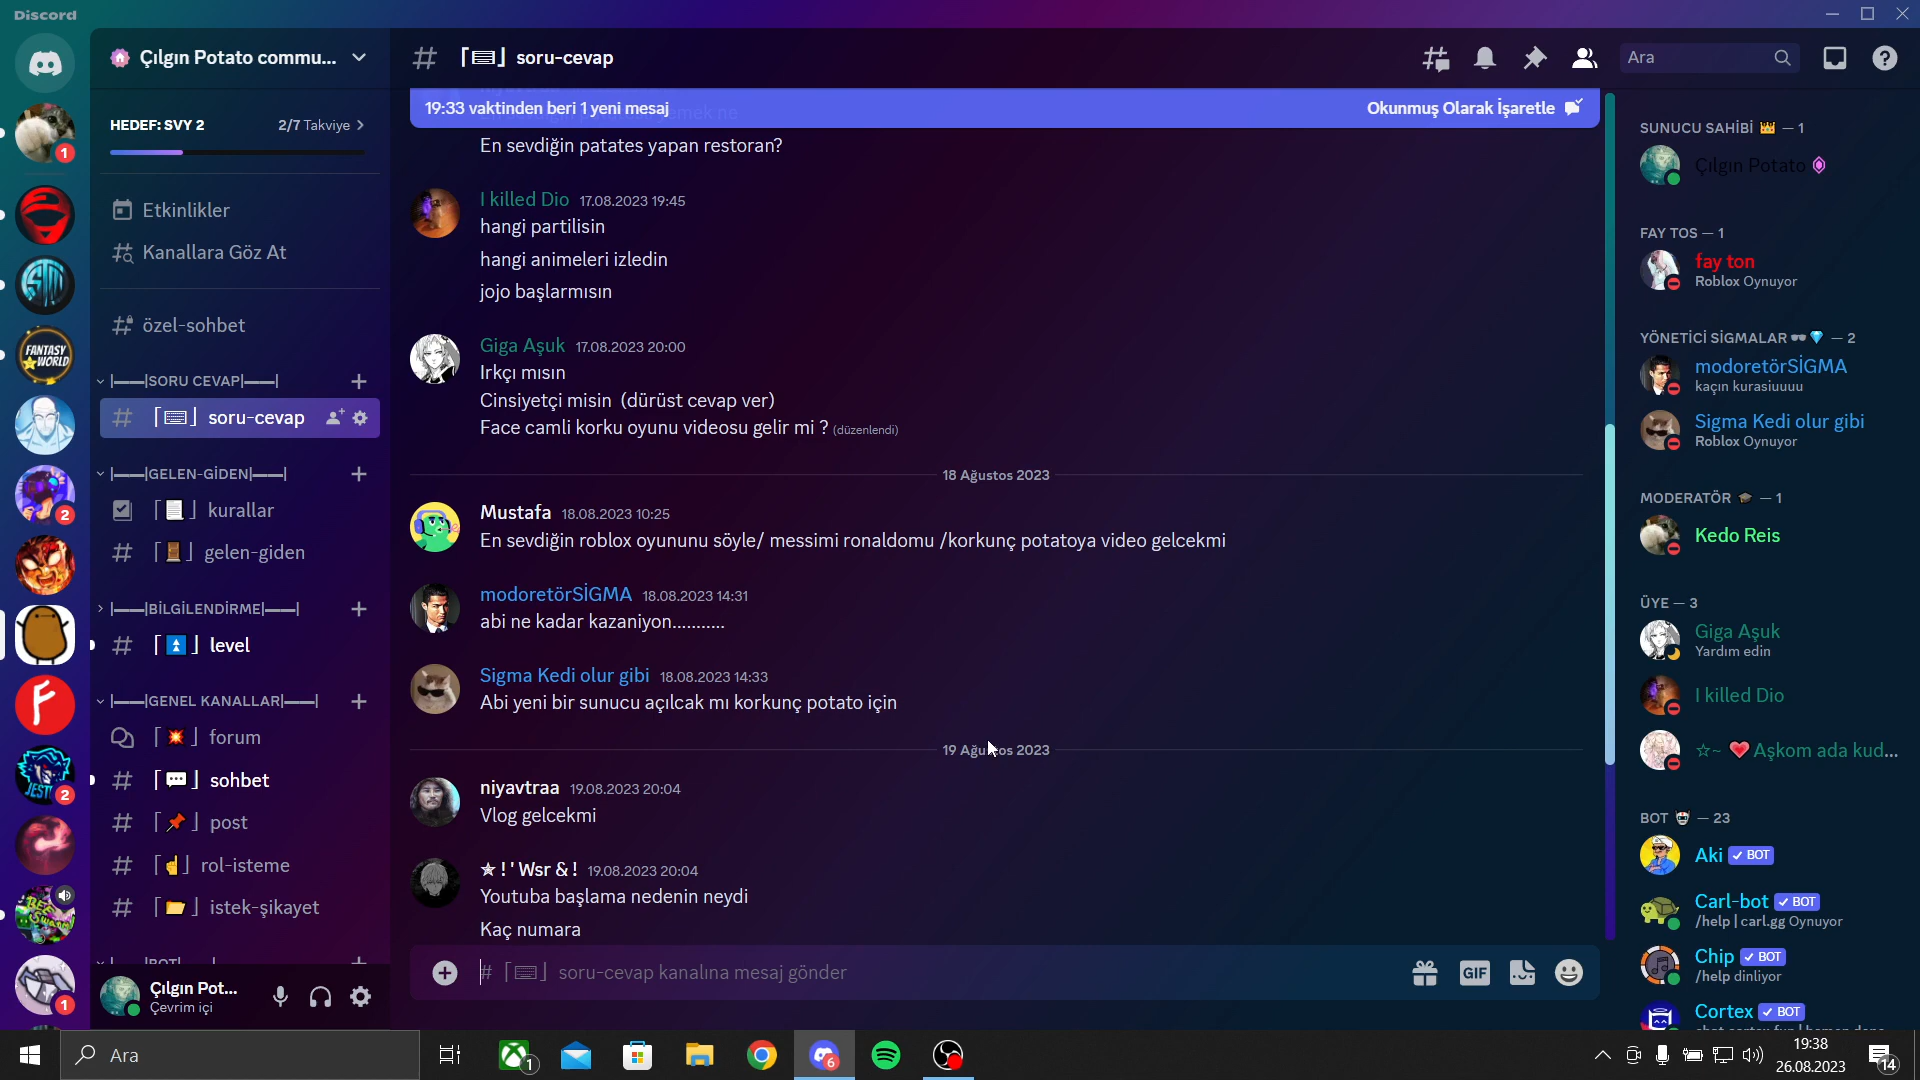 Discord
Çılgın Potato commu...
HEDEF: SVY 2
2/7 Takviye
Etkinlikler
Kanallara Göz At
özel-sohbet
|——|SORU CEVAP|——|
soru-cevap
|——|GELEN-GİDEN|——|
kurallar
gelen-giden
|——|BİLGİLENDİRME|——|
level
|——|GENEL KANALLAR|——|
forum
sohbet
post
rol-isteme
istek-şikayet
Çılgın Pot...
Çevrim içi
FANTASY
WORLD
1
2
2
1
soru-cevap
Ara
19:33 vaktinden beri 1 yeni mesaj
Okunmuş Olarak İşaretle
En sevdiğin patates yapan restoran?
I killed Dio 17.08.2023 19:45
hangi partilisin
hangi animeleri izledin
jojo başlarmısın
Giga Aşuk 17.08.2023 20:00
Irkçı mısın
Cinsiyetçi misin (dürüst cevap ver)
Face camli korku oyunu videosu gelir mi ? (düzenlendi)
18 Ağustos 2023
Mustafa 18.08.2023 10:25
En sevdiğin roblox oyununu söyle/ messimi ronaldomu /korkunç potatoya video gelcekmi
modoretörSİGMA 18.08.2023 14:31
abi ne kadar kazaniyon...........
Sigma Kedi olur gibi 18.08.2023 14:33
Abi yeni bir sunucu açılcak mı korkunç potato için
19 Ağustos 2023
niyavtraa 19.08.2023 20:04
Vlog gelcekmi
✯ ! ' Wsr & ! 19.08.2023 20:04
Youtuba başlama nedenin neydi
Kaç numara
# soru-cevap kanalına mesaj gönder
GIF
SUNUCU SAHİBİ 👑 — 1
Çılgın Potato
FAY TOS — 1
fay ton
Roblox Oynuyor
YÖNETİCİ SİGMALAR 🕶💎 — 2
modoretörSİGMA
kaçın kurasiuuuu
Sigma Kedi olur gibi
Roblox Oynuyor
MODERATÖR 🎓 — 1
Kedo Reis
ÜYE — 3
Giga Aşuk
Yardım edin
I killed Dio
☆~ ❤️ Aşkom ada kud...
BOT — 23
Aki ✓ BOT
Carl-bot ✓ BOT
/help | carl.gg Oynuyor
Chip ✓ BOT
/help dinliyor
Cortex ✓ BOT
Ara
1
6
19:38
26.08.2023
14